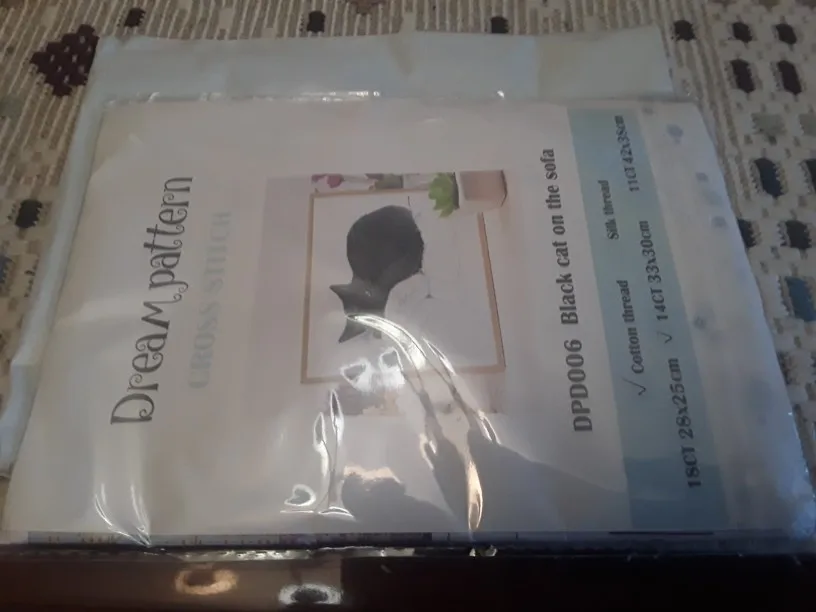 Dream pattern
CROSS STITCH
DPD006 Black cat on the sofa
✓ Cotton thread Silk thread
18CT 28x25cm ✓ 14CT 33x30cm 11CT 42x38cm